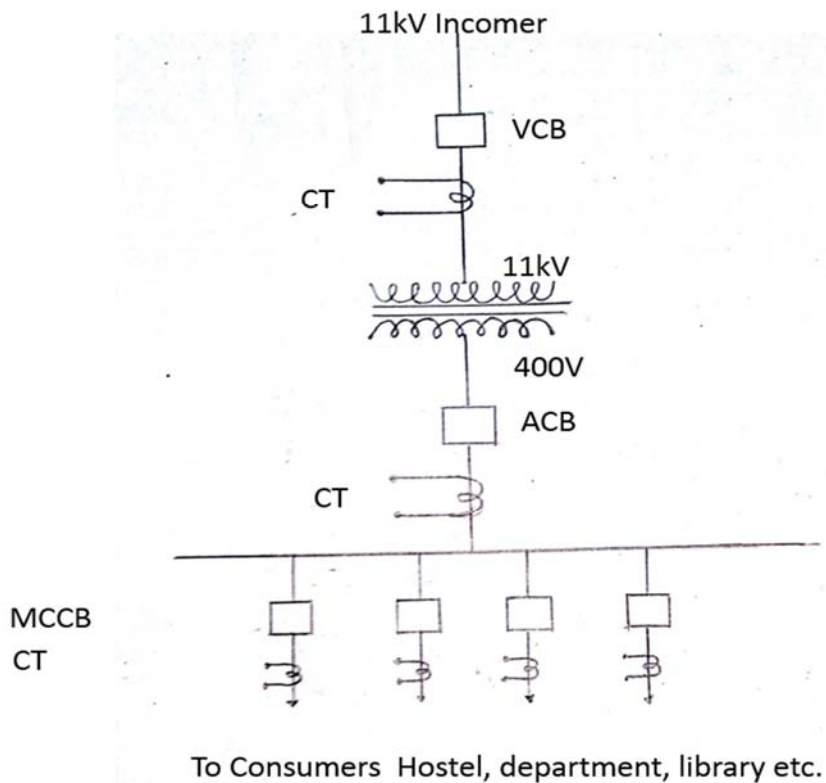 11kV Incomer
VCB
CT
11kV
400V
ACB
CT
MCCB
CT
To Consumers Hostel, department, library etc.